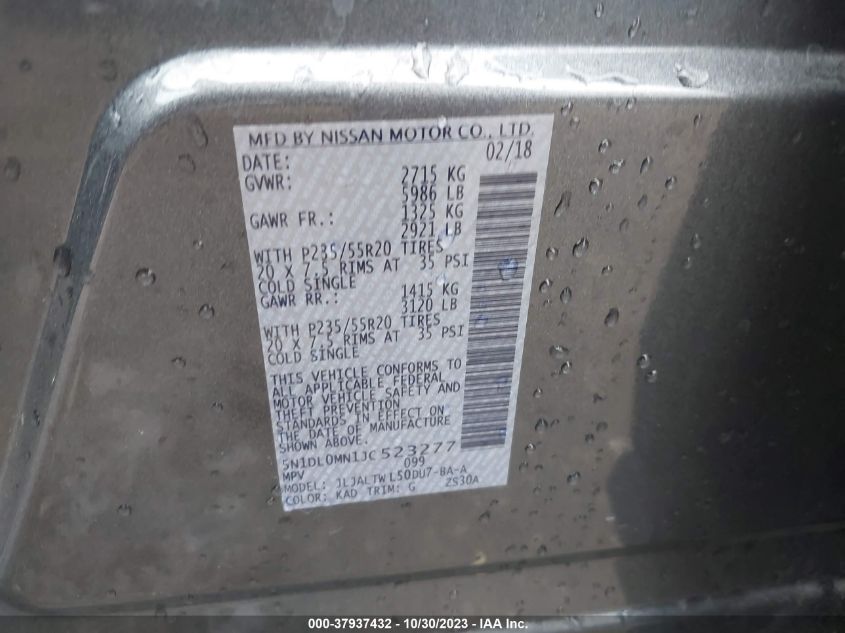 MFD BY NISSAN MOTOR CO., LTD.
DATE: 02/18
GVWR: 2715 KG
5986 LB
GAWR FR.: 1325 KG
2921 LB
WITH P235/55R20 TIRES
20 X 7.5 RIMS AT 35 PSI
COLD SINGLE
GAWR RR.: 1415 KG
3120 LB
WITH P235/55R20 TIRES
20 X 7.5 RIMS AT 35 PSI
COLD SINGLE
THIS VEHICLE CONFORMS TO
ALL APPLICABLE FEDERAL
MOTOR VEHICLE SAFETY AND
THEFT PREVENTION
STANDARDS IN EFFECT ON
THE DATE OF MANUFACTURE
SHOWN ABOVE
5N1DL0MN1JC523277
MPV 099
MODEL: JLJALTWL50DU7-BA-A
COLOR: KAD TRIM: G ZS30A
000-37937432 - 10/30/2023 - IAA Inc.